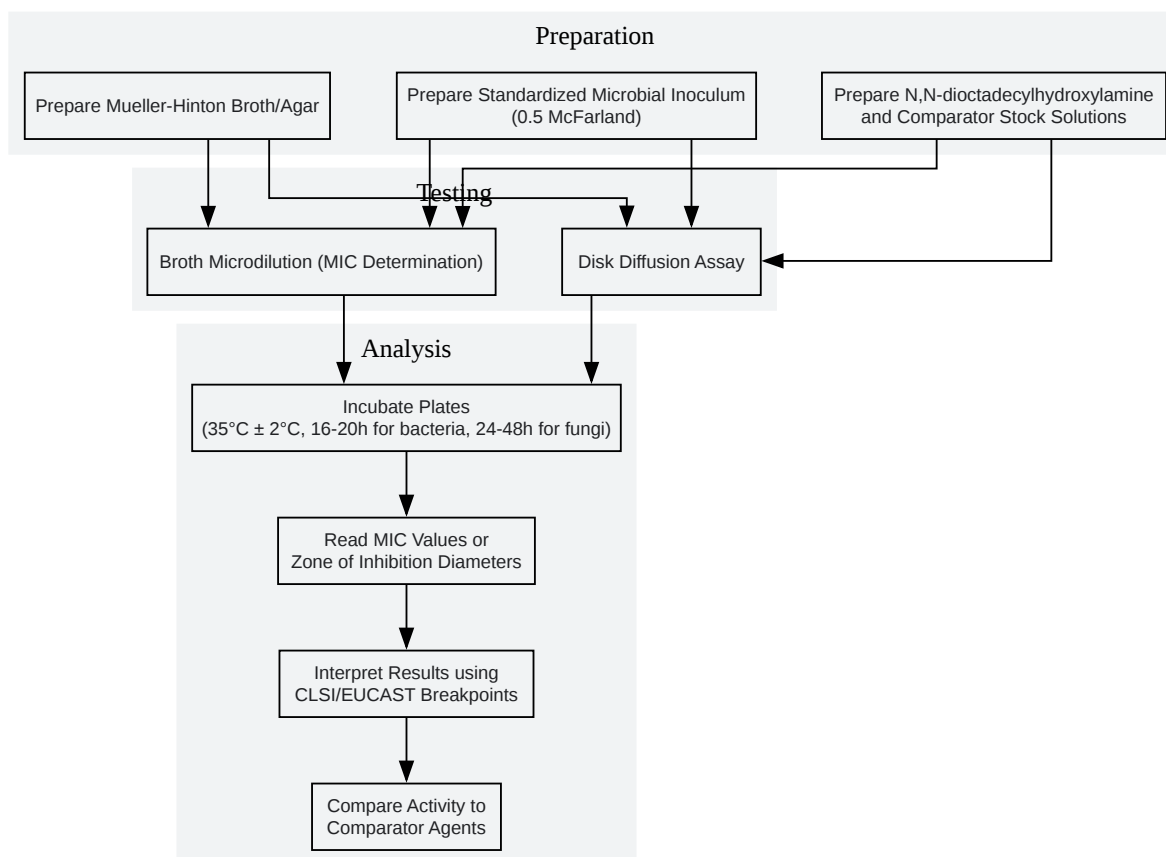 Preparation
Prepare Mueller-Hinton Broth/Agar
Prepare Standardized Microbial Inoculum
(0.5 McFarland)
Prepare N,N-dioctadecylhydroxylamine
and Comparator Stock Solutions
Testing
Broth Microdilution (MIC Determination)
Disk Diffusion Assay
Analysis
Incubate Plates
(35°C ± 2°C, 16-20h for bacteria, 24-48h for fungi)
Read MIC Values or
Zone of Inhibition Diameters
Interpret Results using
CLSI/EUCAST Breakpoints
Compare Activity to
Comparator Agents